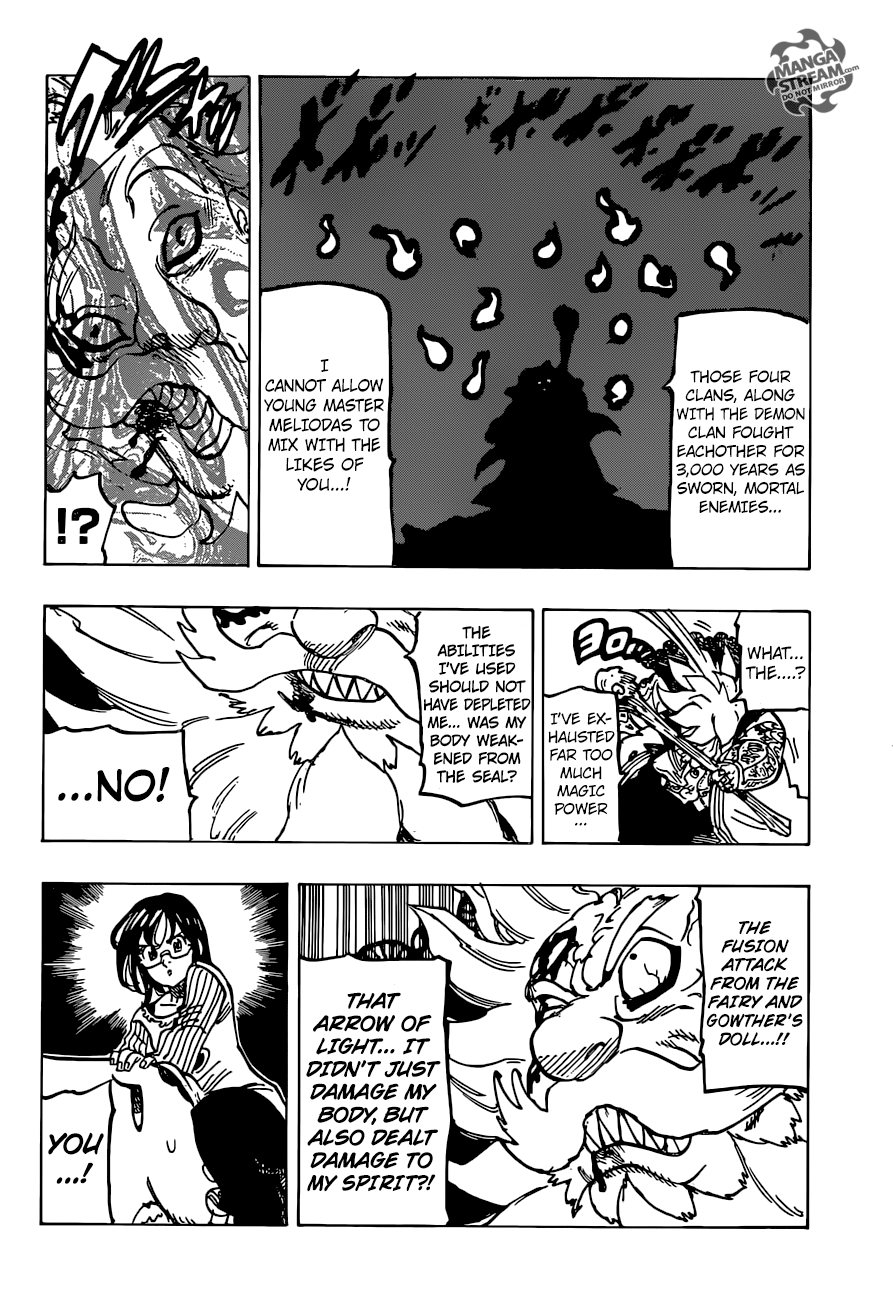 MANGA
STREAM.com
DO NOT MIRROR
THOSE FOUR
CLANS, ALONG
WITH THE DEMON
CLAN FOUGHT
EACHOTHER FOR
3,000 YEARS AS
SWORN, MORTAL
ENEMIES...
I
CANNOT ALLOW
YOUNG MASTER
MELIODAS TO
MIX WITH THE
LIKES OF
YOU...!
!?
WHAT...
THE....?
I'VE EX-
HAUSTED
FAR TOO
MUCH
MAGIC
POWER
...
THE
ABILITIES
I'VE USED
SHOULD NOT
HAVE DEPLETED
ME... WAS MY
BODY WEAK-
ENED FROM
THE SEAL?
...NO!
THE
FUSION
ATTACK
FROM THE
FAIRY AND
GOWTHER'S
DOLL...!!
THAT
ARROW OF
LIGHT... IT
DIDN'T JUST
DAMAGE MY
BODY, BUT
ALSO DEALT
DAMAGE TO
MY SPIRIT?!
YOU
...!